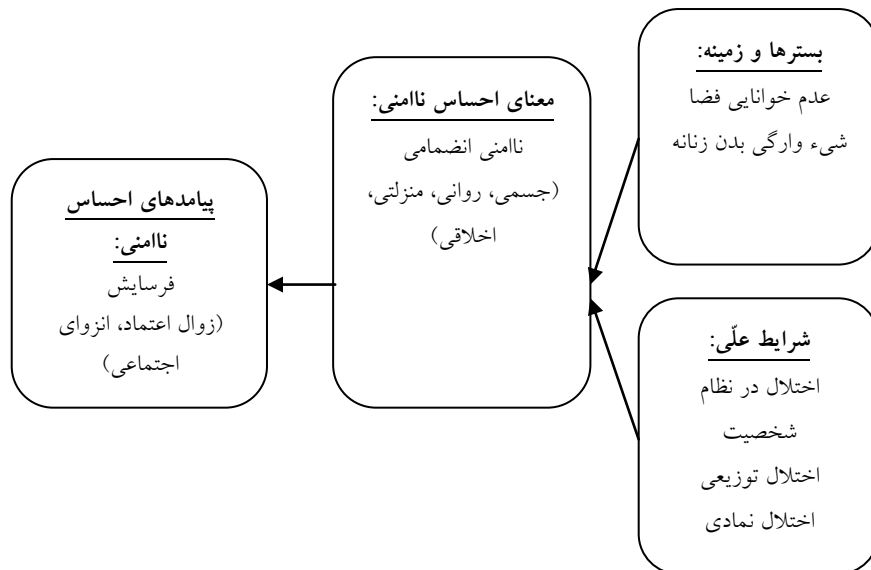 بسترها و زمینه:
عدم خوانایی فضا
شیء وارگی بدن زنانه
شرایط علّی:
اختلال در نظام
شخصیت
اختلال توزیعی
اختلال نمادی
معنای احساس ناامنی:
ناامنی انضمامی
(جسمی، روانی، منزلتی،
اخلاقی)
پیامدهای احساس
ناامنی:
فرسایش
(زوال اعتماد، انزوای
اجتماعی)